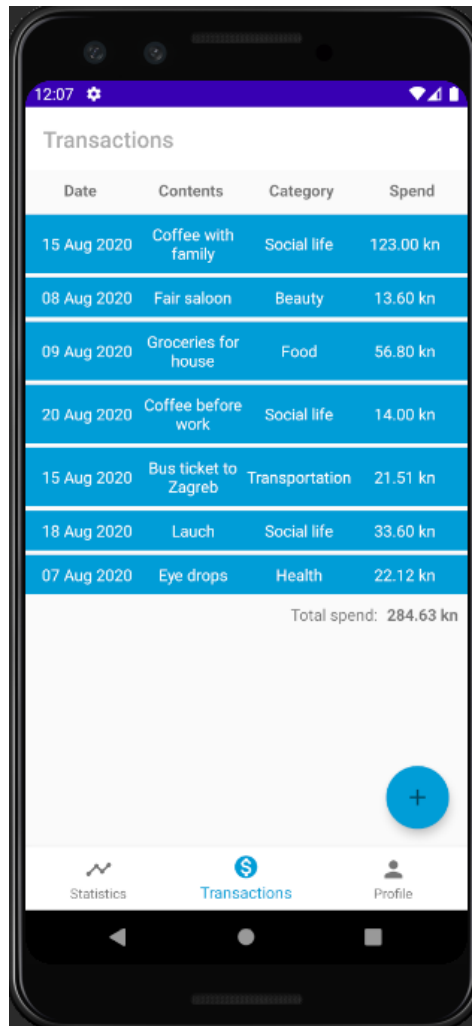 12:07
Transactions
Date Contents Category Spend
15 Aug 2020 Coffee with family Social life 123.00 kn
08 Aug 2020 Fair saloon Beauty 13.60 kn
09 Aug 2020 Groceries for house Food 56.80 kn
20 Aug 2020 Coffee before work Social life 14.00 kn
15 Aug 2020 Bus ticket to Zagreb Transportation 21.51 kn
18 Aug 2020 Lauch Social life 33.60 kn
07 Aug 2020 Eye drops Health 22.12 kn
Total spend: 284.63 kn
+
$
Statistics Transactions Profile